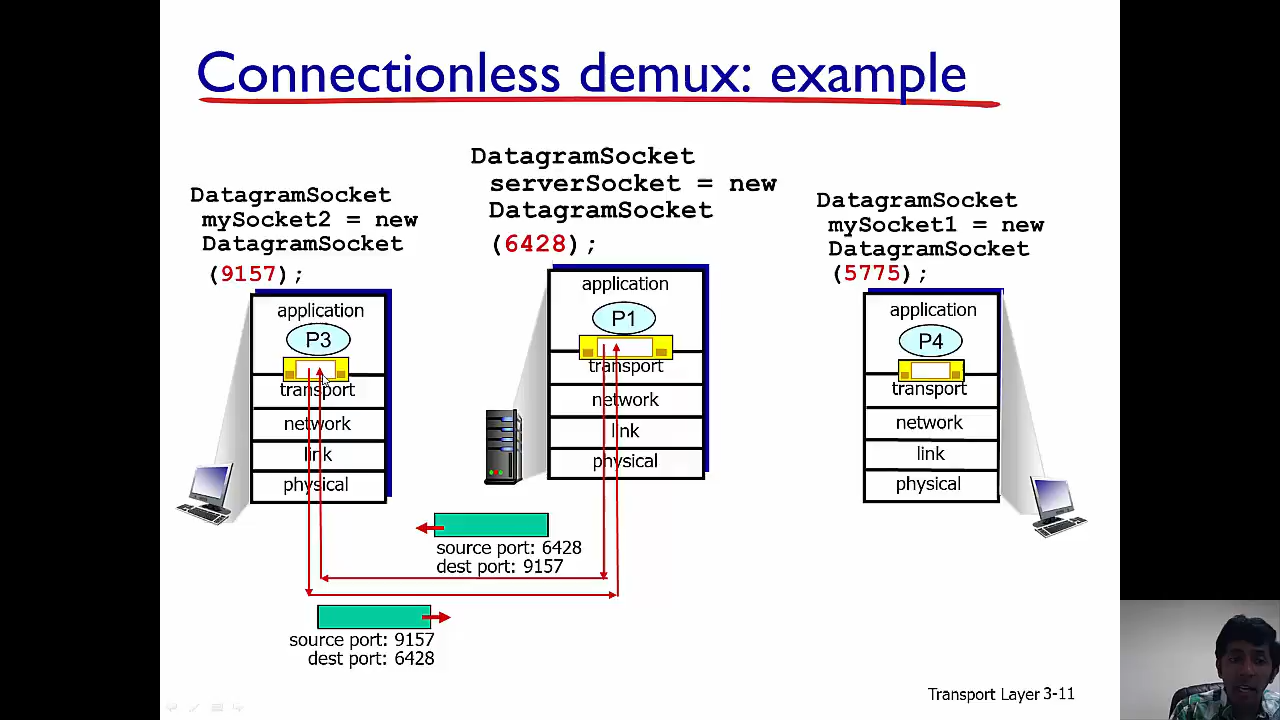 Connectionless demux: example
DatagramSocket
serverSocket = new
DatagramSocket
(6428);
DatagramSocket
mySocket2 = new
DatagramSocket
(9157);
DatagramSocket
mySocket1 = new
DatagramSocket
(5775);
application
P3
transport
network
link
physical
application
P1
transport
network
link
physical
application
P4
transport
network
link
physical
source port: 6428
dest port: 9157
source port: 9157
dest port: 6428
Transport Layer 3-11